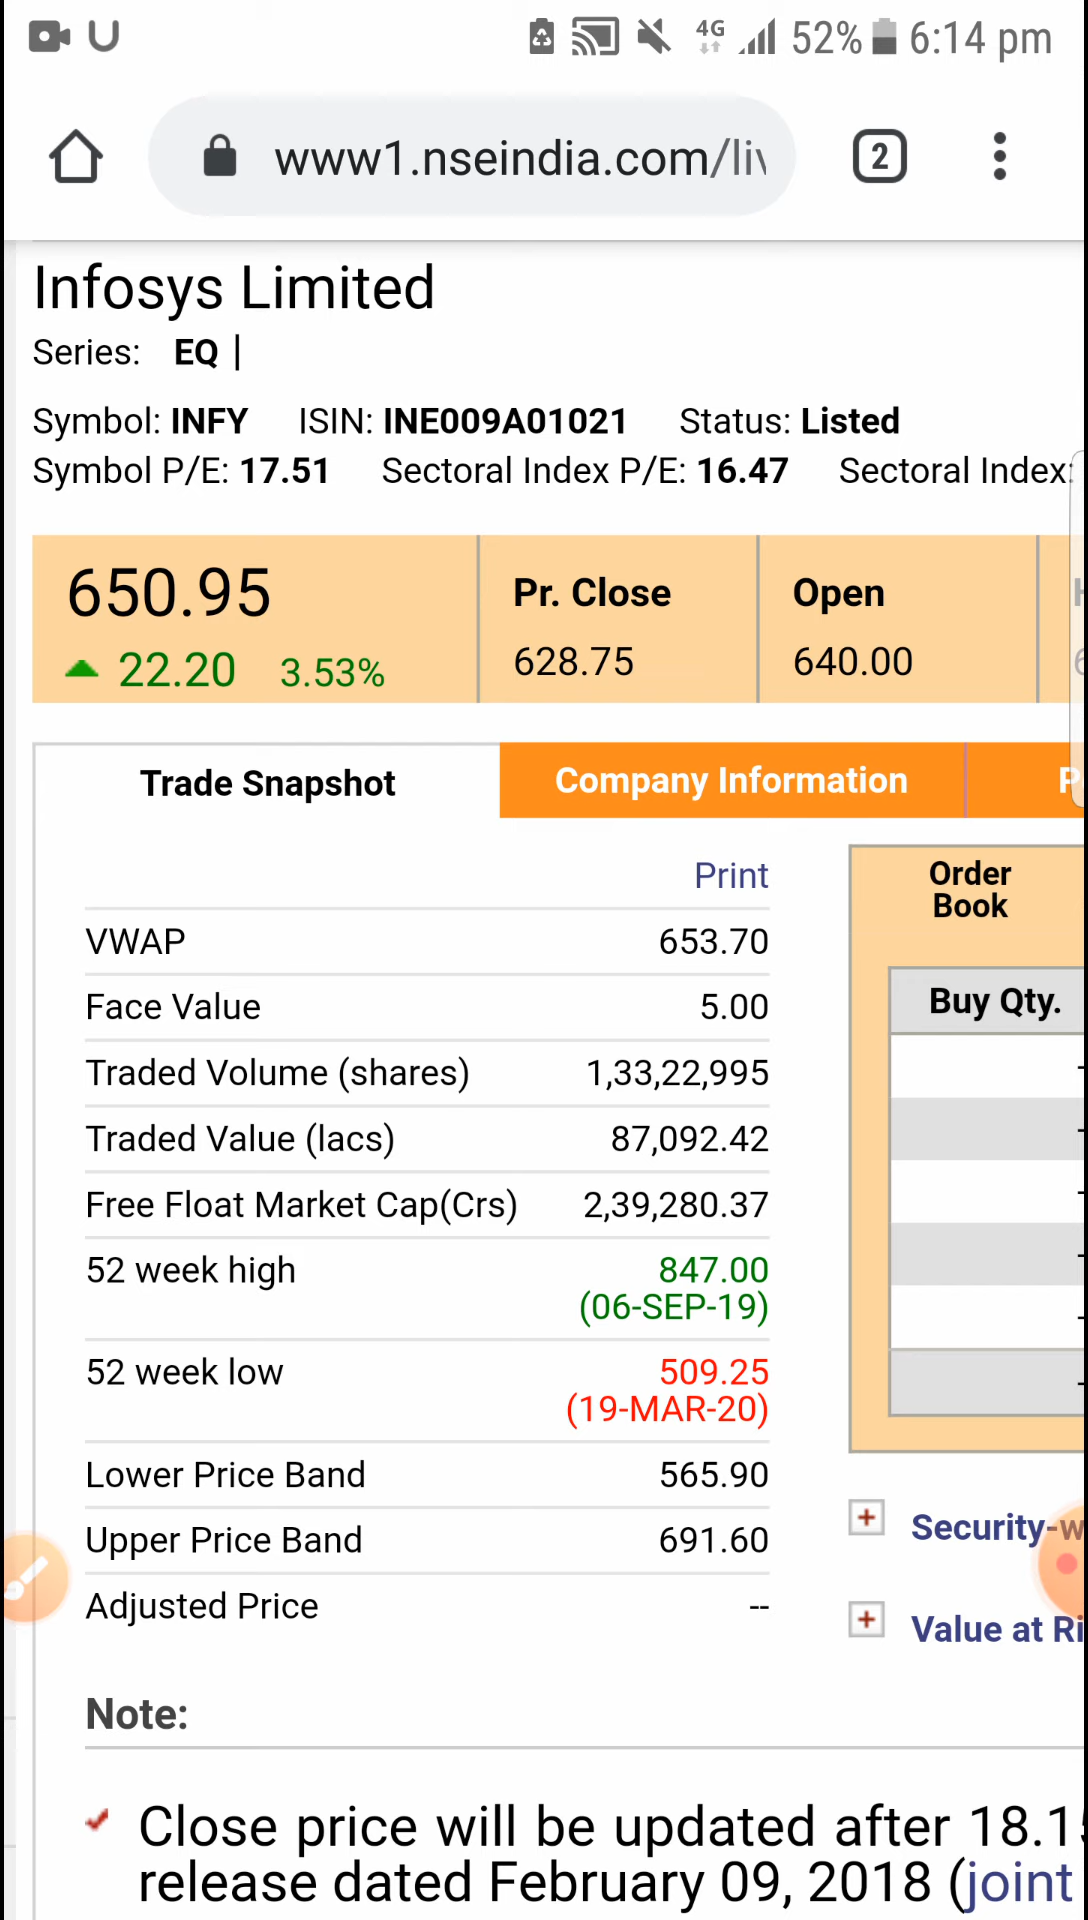 4G 52% 6:14 pm
www1.nseindia.com/liv 2
Infosys Limited
Series: EQ |
Symbol: INFY ISIN: INE009A01021 Status: Listed
Symbol P/E: 17.51 Sectoral Index P/E: 16.47 Sectoral Index:
650.95 Pr. Close Open
22.20 3.53% 628.75 640.00
Trade Snapshot Company Information P
Print
Order
Book
Buy Qty.
VWAP 653.70
Face Value 5.00
Traded Volume (shares) 1,33,22,995
Traded Value (lacs) 87,092.42
Free Float Market Cap(Crs) 2,39,280.37
52 week high 847.00
(06-SEP-19)
52 week low 509.25
(19-MAR-20)
Lower Price Band 565.90
Upper Price Band 691.60
Adjusted Price --
Security-w
Value at Ri
Note:
Close price will be updated after 18.15
release dated February 09, 2018 (joint